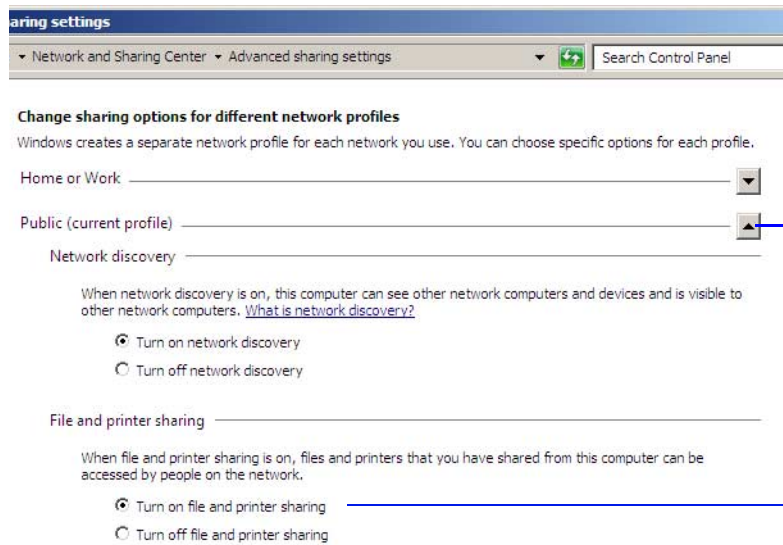 aring settings
Network and Sharing Center Advanced sharing settings Search Control Panel
Change sharing options for different network profiles
Windows creates a separate network profile for each network you use. You can choose specific options for each profile.
Home or Work
Public (current profile)
Network discovery
When network discovery is on, this computer can see other network computers and devices and is visible to
other network computers. What is network discovery?
Turn on network discovery
Turn off network discovery
File and printer sharing
When file and printer sharing is on, files and printers that you have shared from this computer can be
accessed by people on the network.
Turn on file and printer sharing
Turn off file and printer sharing